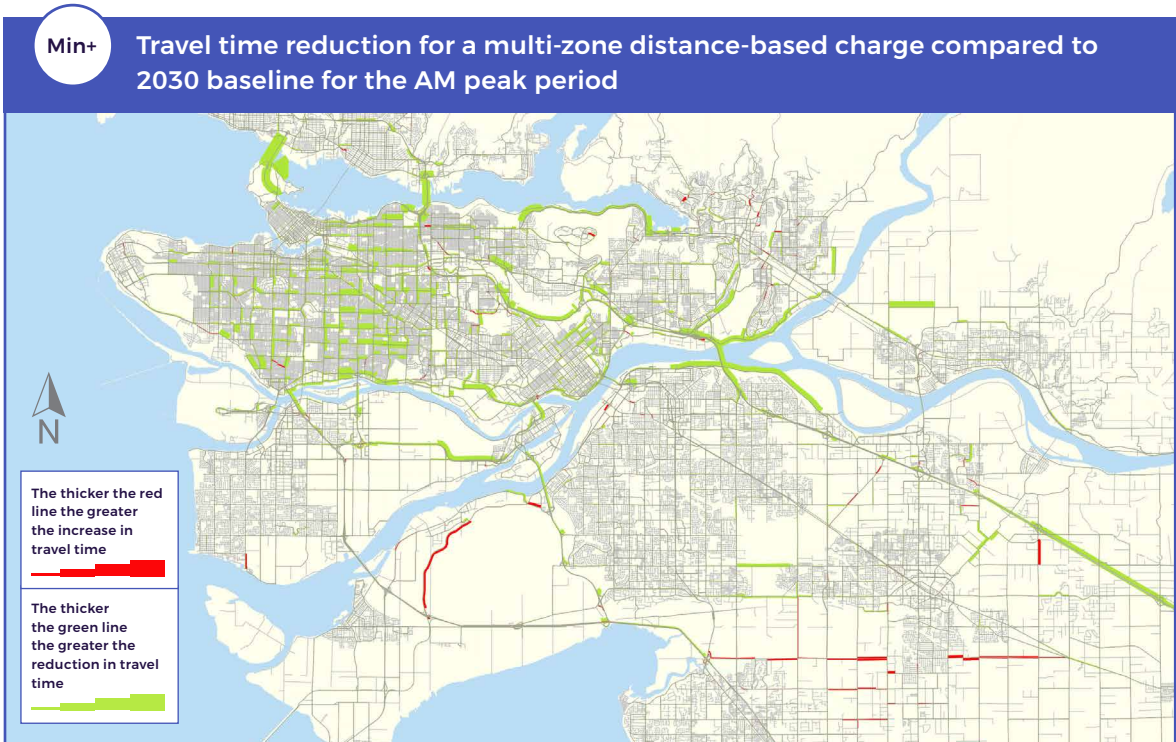 Min+
Travel time reduction for a multi-zone distance-based charge compared to
2030 baseline for the AM peak period
N
The thicker the red
line the greater
the increase in
travel time
The thicker
the green line
the greater the
reduction in travel
time